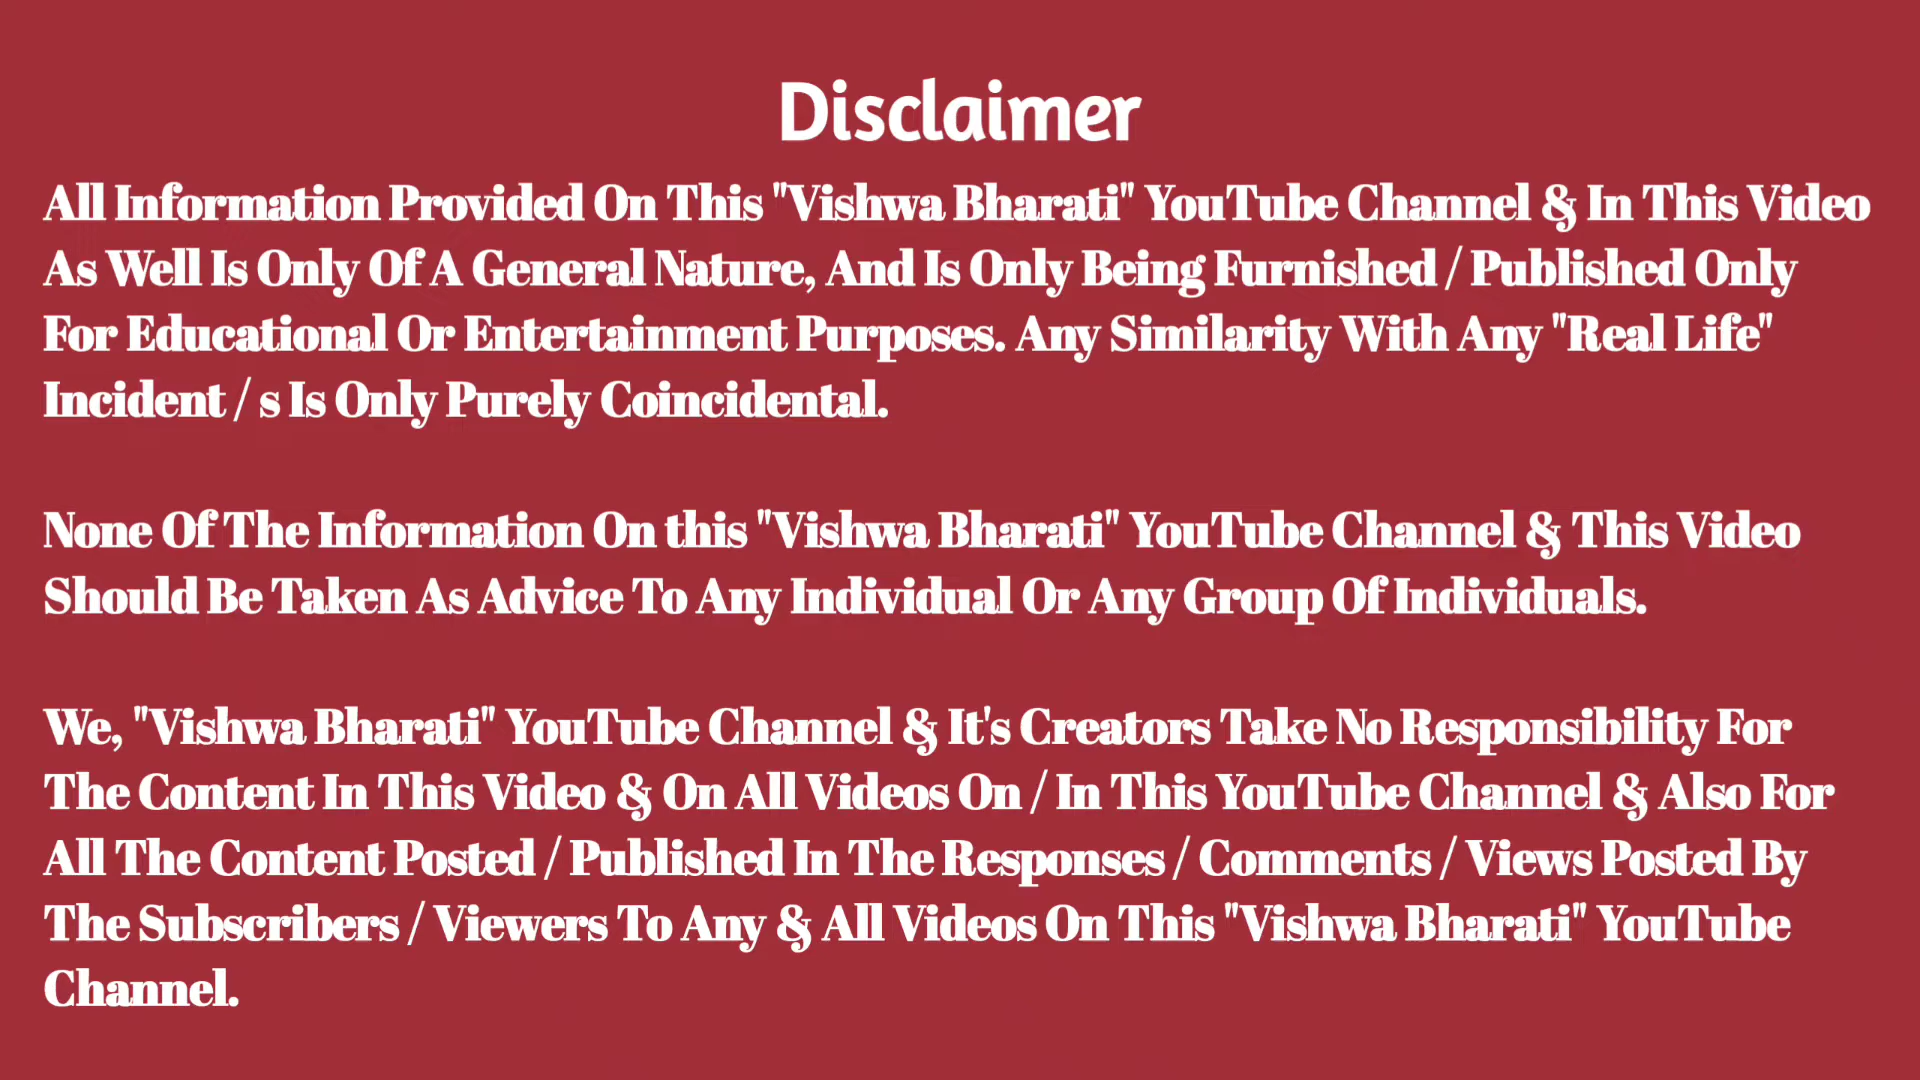 Disclaimer
All Information Provided On This "Vishwa Bharati" YouTube Channel & In This Video
As Well Is Only Of A General Nature, And Is Only Being Furnished / Published Only
For Educational Or Entertainment Purposes. Any Similarity With Any "Real Life"
Incident / s Is Only Purely Coincidental.
None Of The Information On this "Vishwa Bharati" YouTube Channel & This Video
Should Be Taken As Advice To Any Individual Or Any Group Of Individuals.
We, "Vishwa Bharati" YouTube Channel & It's Creators Take No Responsibility For
The Content In This Video & On All Videos On / In This YouTube Channel & Also For
All The Content Posted / Published In The Responses / Comments / Views Posted By
The Subscribers / Viewers To Any & All Videos On This "Vishwa Bharati" YouTube
Channel.